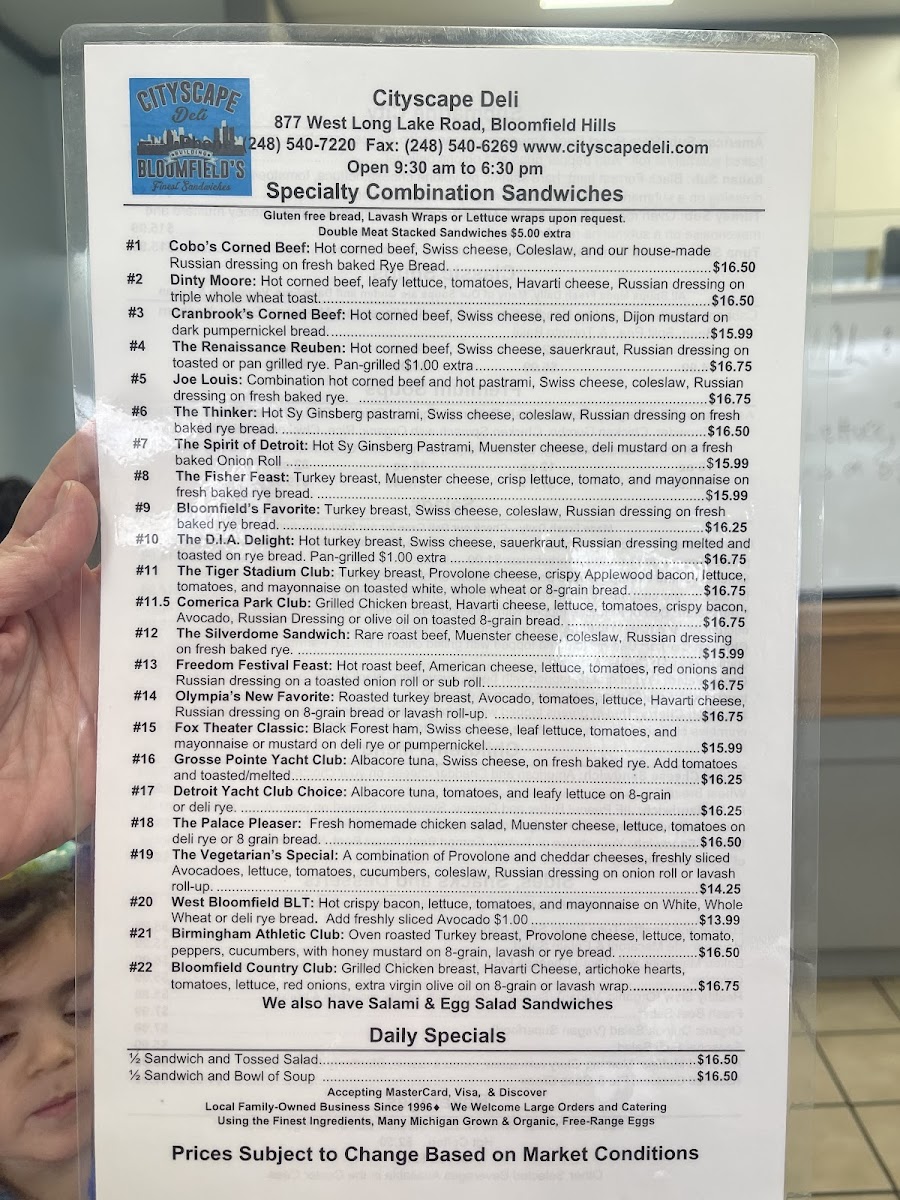 CITYSCAPE
Deli
BUILDING
BLOOMFIELD'S
Finest Sandwiches
Cityscape Deli
877 West Long Lake Road, Bloomfield Hills
(248) 540-7220 Fax: (248) 540-6269 www.cityscapedeli.com
Open 9:30 am to 6:30 pm
Specialty Combination Sandwiches
Gluten free bread, Lavash Wraps or Lettuce wraps upon request.
Double Meat Stacked Sandwiches $5.00 extra
#1 Cobo's Corned Beef: Hot corned beef, Swiss cheese, Coleslaw, and our house-made
Russian dressing on fresh baked Rye Bread. $16.50
#2 Dinty Moore: Hot corned beef, leafy lettuce, tomatoes, Havarti cheese, Russian dressing on
triple whole wheat toast. $16.50
#3 Cranbrook's Corned Beef: Hot corned beef, Swiss cheese, red onions, Dijon mustard on
dark pumpernickel bread. $15.99
#4 The Renaissance Reuben: Hot corned beef, Swiss cheese, sauerkraut, Russian dressing on
toasted or pan grilled rye. Pan-grilled $1.00 extra $16.75
#5 Joe Louis: Combination hot corned beef and hot pastrami, Swiss cheese, coleslaw, Russian
dressing on fresh baked rye. $16.75
#6 The Thinker: Hot Sy Ginsberg pastrami, Swiss cheese, coleslaw, Russian dressing on fresh
baked rye bread. $16.50
#7 The Spirit of Detroit: Hot Sy Ginsberg Pastrami, Muenster cheese, deli mustard on a fresh
baked Onion Roll $15.99
#8 The Fisher Feast: Turkey breast, Muenster cheese, crisp lettuce, tomato, and mayonnaise on
fresh baked rye bread. $15.99
#9 Bloomfield's Favorite: Turkey breast, Swiss cheese, coleslaw, Russian dressing on fresh
baked rye bread. $16.25
#10 The D.I.A. Delight: Hot turkey breast, Swiss cheese, sauerkraut, Russian dressing melted and
toasted on rye bread. Pan-grilled $1.00 extra $16.75
#11 The Tiger Stadium Club: Turkey breast, Provolone cheese, crispy Applewood bacon, lettuce,
tomatoes, and mayonnaise on toasted white, whole wheat or 8-grain bread. $16.75
#11.5 Comerica Park Club: Grilled Chicken breast, Havarti cheese, lettuce, tomatoes, crispy bacon,
Avocado, Russian Dressing or olive oil on toasted 8-grain bread. $16.75
#12 The Silverdome Sandwich: Rare roast beef, Muenster cheese, coleslaw, Russian dressing
on fresh baked rye. $15.99
#13 Freedom Festival Feast: Hot roast beef, American cheese, lettuce, tomatoes, red onions and
Russian dressing on a toasted onion roll or sub roll. $16.75
#14 Olympia's New Favorite: Roasted turkey breast, Avocado, tomatoes, lettuce, Havarti cheese,
Russian dressing on 8-grain bread or lavash roll-up. $16.75
#15 Fox Theater Classic: Black Forest ham, Swiss cheese, leaf lettuce, tomatoes, and
mayonnaise or mustard on deli rye or pumpernickel. $15.99
#16 Grosse Pointe Yacht Club: Albacore tuna, Swiss cheese, on fresh baked rye. Add tomatoes
and toasted/melted $16.25
#17 Detroit Yacht Club Choice: Albacore tuna, tomatoes, and leafy lettuce on 8-grain
or deli rye. $16.25
#18 The Palace Pleaser: Fresh homemade chicken salad, Muenster cheese, lettuce, tomatoes on
deli rye or 8 grain bread. $16.50
#19 The Vegetarian's Special: A combination of Provolone and cheddar cheeses, freshly sliced
Avocadoes, lettuce, tomatoes, cucumbers, coleslaw, Russian dressing on onion roll or lavash
roll-up. $14.25
#20 West Bloomfield BLT: Hot crispy bacon, lettuce, tomatoes, and mayonnaise on White, Whole
Wheat or deli rye bread. Add freshly sliced Avocado $1.00 $13.99
#21 Birmingham Athletic Club: Oven roasted Turkey breast, Provolone cheese, lettuce, tomato,
peppers, cucumbers, with honey mustard on 8-grain, lavash or rye bread. $16.50
#22 Bloomfield Country Club: Grilled Chicken breast, Havarti Cheese, artichoke hearts,
tomatoes, lettuce, red onions, extra virgin olive oil on 8-grain or lavash wrap. $16.75
We also have Salami & Egg Salad Sandwiches
Daily Specials
½ Sandwich and Tossed Salad $16.50
½ Sandwich and Bowl of Soup $16.50
Accepting MasterCard, Visa, & Discover
Local Family-Owned Business Since 1996♦ We Welcome Large Orders and Catering
Using the Finest Ingredients, Many Michigan Grown & Organic, Free-Range Eggs
Prices Subject to Change Based on Market Conditions